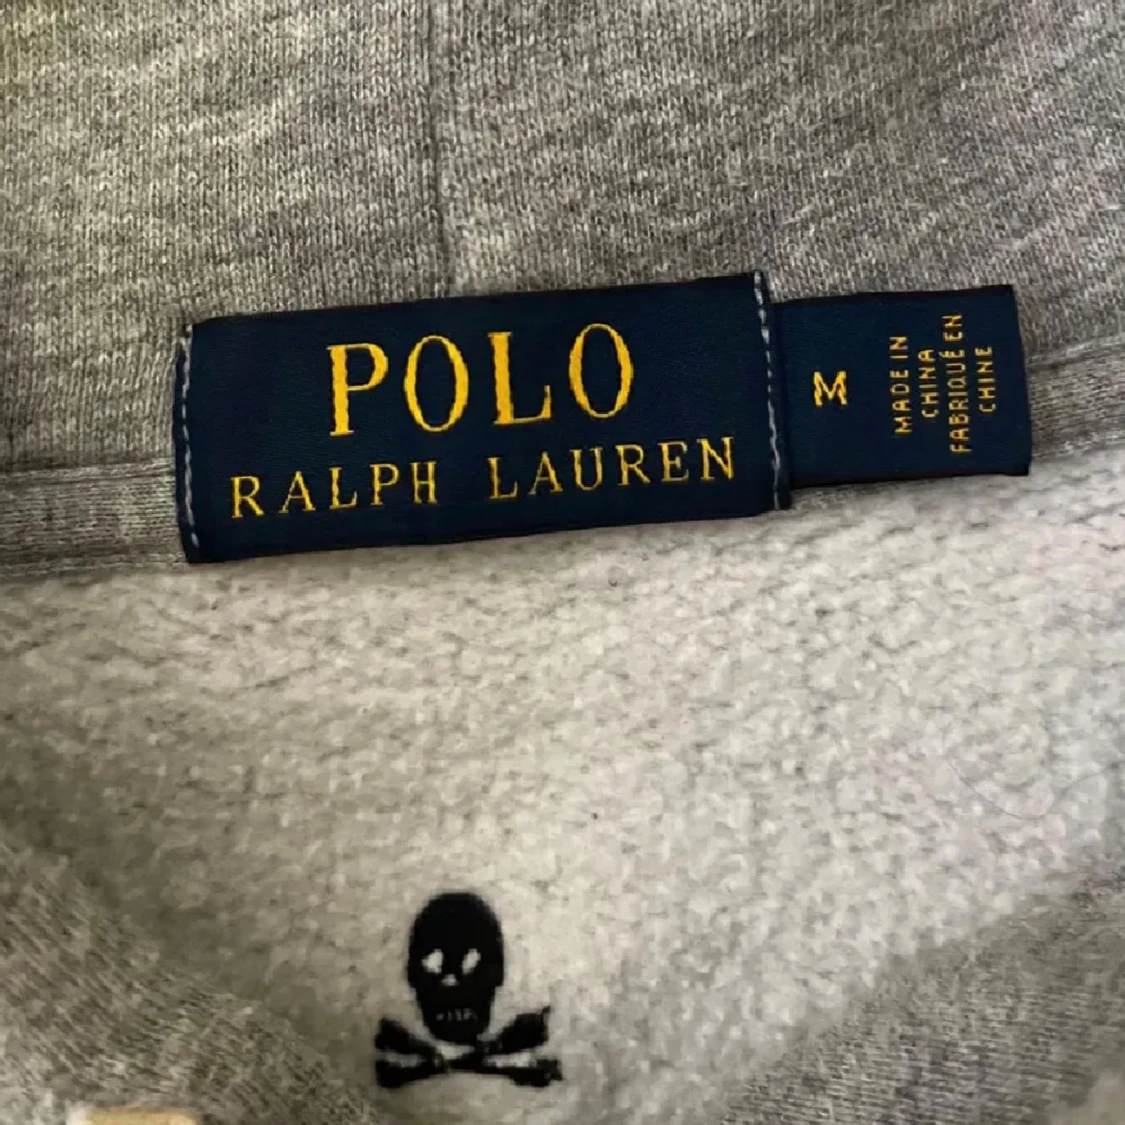 POLO
RALPH LAUREN
M
MADE IN
CHINA
FABRIQUÉ EN
CHINE